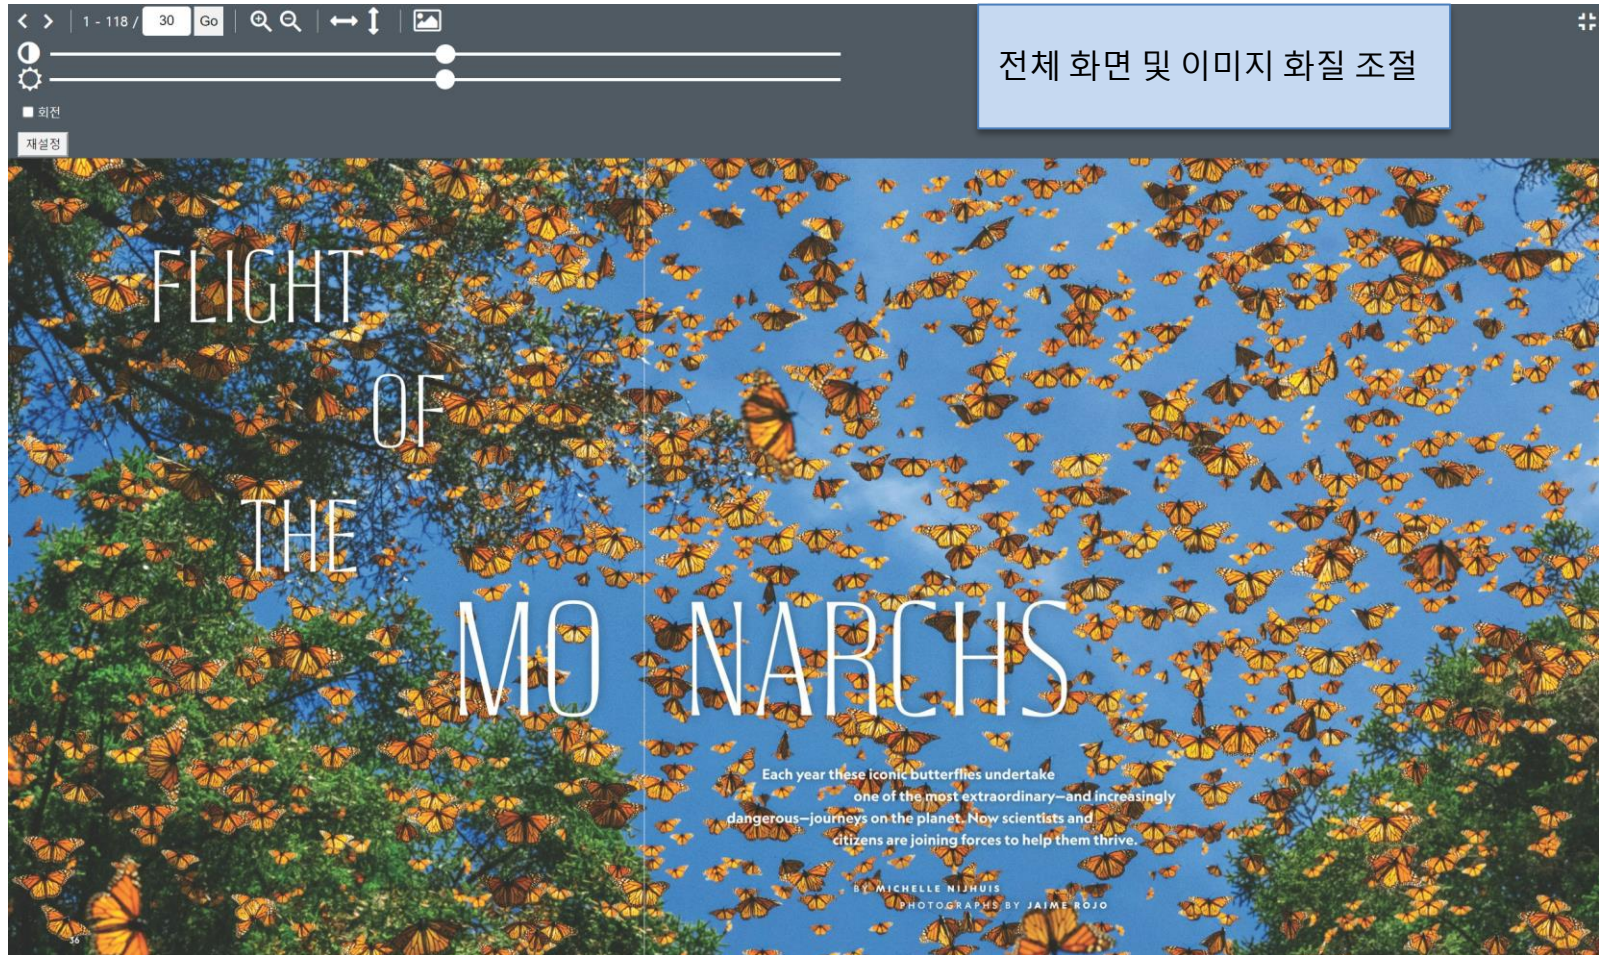 1 - 118 / 30 Go
전체 화면 및 이미지 화질 조절
회전
재설정
FLIGHT
OF
THE
MONARCHS
Each year these iconic butterflies undertake
one of the most extraordinary—and increasingly
dangerous—journeys on the planet. Now scientists and
citizens are joining forces to help them thrive.
BY MICHELLE NIJHUIS
PHOTOGRAPHS BY JAIME ROJO
36